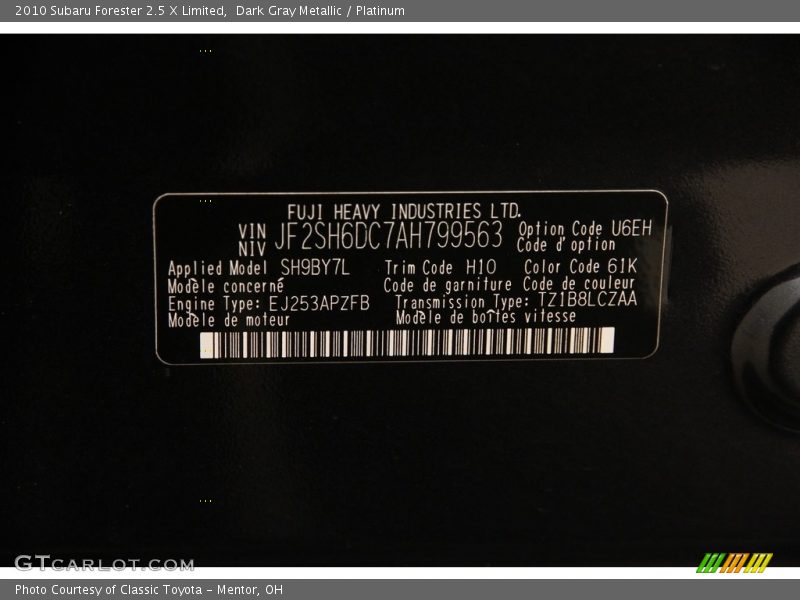 2010 Subaru Forester 2.5 X Limited,  Dark Gray Metallic / Platinum
FUJI HEAVY INDUSTRIES LTD.
VIN
NIV JF2SH6DC7AH799563
Option Code U6EH
Code d'option
Applied Model SH9BY7L Trim Code H10 Color Code 61K
Modèle concerné Code de garniture Code de couleur
Engine Type: EJ253APZFB Transmission Type: TZ1B8LCZAA
Modèle de moteur Modèle de boîtes vitesse
GTCARLOT.COM
Photo Courtesy of Classic Toyota - Mentor, OH